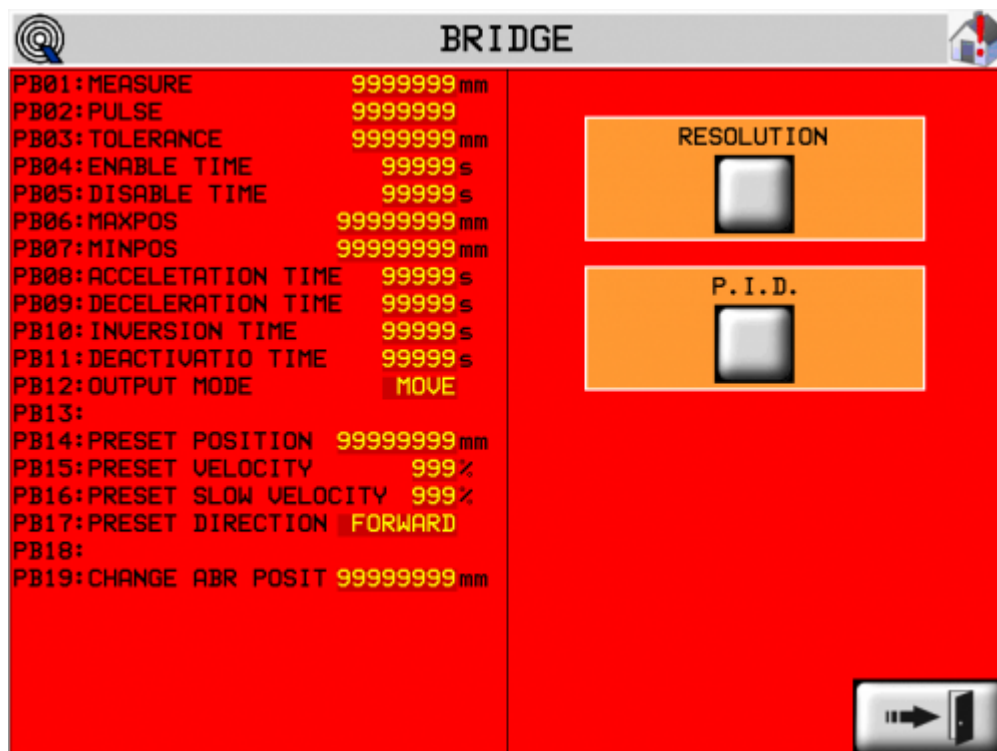 BRIDGE
PB01:MEASURE 9999999mm
PB02:PULSE 9999999
PB03:TOLERANCE 9999999mm
PB04:ENABLE TIME 99999s
PB05:DISABLE TIME 99999s
PB06:MAXPOS 99999999mm
PB07:MINPOS 99999999mm
PB08:ACCELETATION TIME 99999s
PB09:DECELERATION TIME 99999s
PB10:INVERSION TIME 99999s
PB11:DEACTIVATIO TIME 99999s
PB12:OUTPUT MODE MOVE
PB13:
PB14:PRESET POSITION 99999999mm
PB15:PRESET VELOCITY 999%
PB16:PRESET SLOW VELOCITY 999%
PB17:PRESET DIRECTION FORWARD
PB18:
PB19:CHANGE ABR POSIT 99999999mm
RESOLUTION
P.I.D.